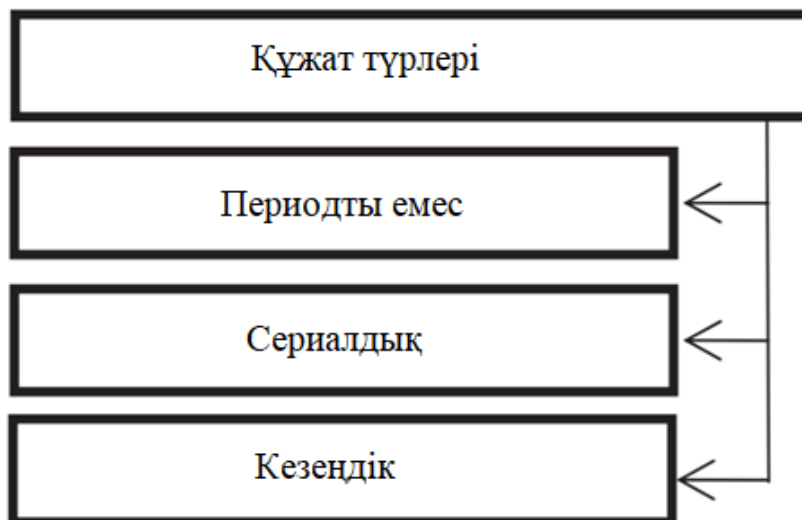 Құжат түрлері
Периодты емес
Сериалдық
Кезеңдік